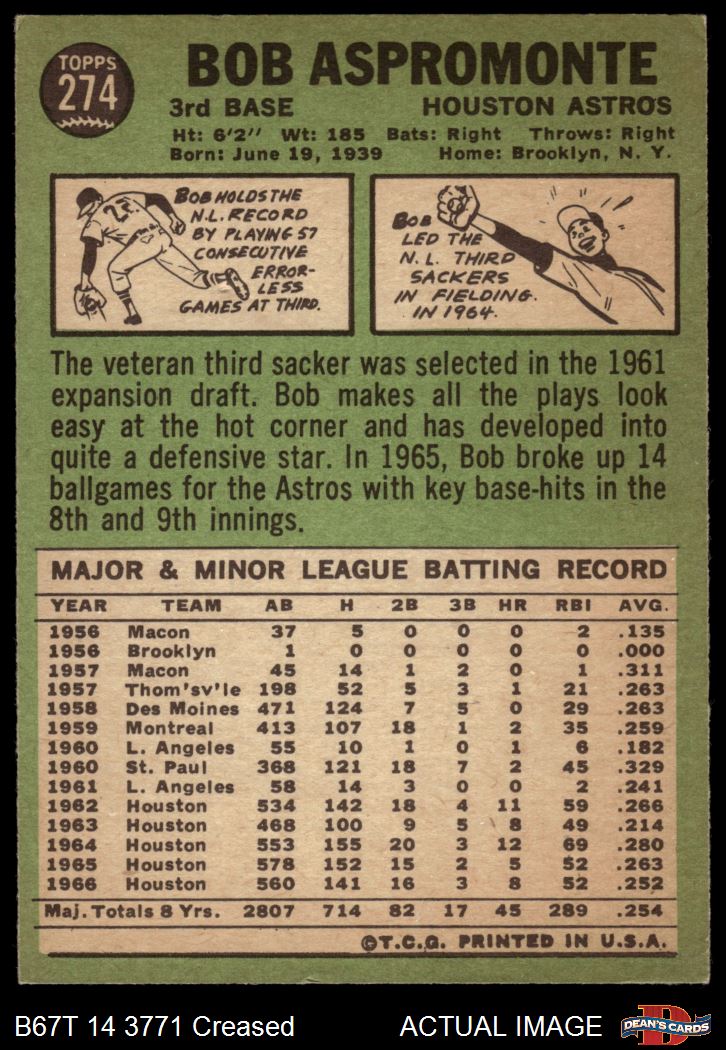 TOPPS
274
BOB ASPROMONTE
3rd BASE HOUSTON ASTROS
Ht: 6'2" Wt: 185 Bats: Right Throws: Right
Born: June 19, 1939 Home: Brooklyn, N. Y.
BOB HOLDS THE
N.L. RECORD
BY PLAYING 57
CONSECUTIVE
ERROR-
LESS
GAMES AT THIRD.
BOB
LED THE
N. L. THIRD
SACKERS
IN FIELDING.
IN 1964.
The veteran third sacker was selected in the 1961
expansion draft. Bob makes all the plays look
easy at the hot corner and has developed into
quite a defensive star. In 1965, Bob broke up 14
ballgames for the Astros with key base-hits in the
8th and 9th innings.
MAJOR & MINOR LEAGUE BATTING RECORD
YEAR TEAM AB H 2B 3B HR RBI AVG.
1956 Macon 37 5 0 0 0 2 .135
1956 Brooklyn 1 0 0 0 0 0 .000
1957 Macon 45 14 1 2 0 1 .311
1957 Thom'sv'le 198 52 5 3 1 21 .263
1958 Des Moines 471 124 7 5 0 29 .263
1959 Montreal 413 107 18 1 2 35 .259
1960 L. Angeles 55 10 1 0 1 6 .182
1960 St. Paul 368 121 18 7 2 45 .329
1961 L. Angeles 58 14 3 0 0 2 .241
1962 Houston 534 142 18 4 11 59 .266
1963 Houston 468 100 9 5 8 49 .214
1964 Houston 553 155 20 3 12 69 .280
1965 Houston 578 152 15 2 5 52 .263
1966 Houston 560 141 16 3 8 52 .252
Maj. Totals 8 Yrs. 2807 714 82 17 45 289 .254
©T.C.G. PRINTED IN U.S.A.
B67T 14 3771 Creased ACTUAL IMAGE
DEAN'S CARDS